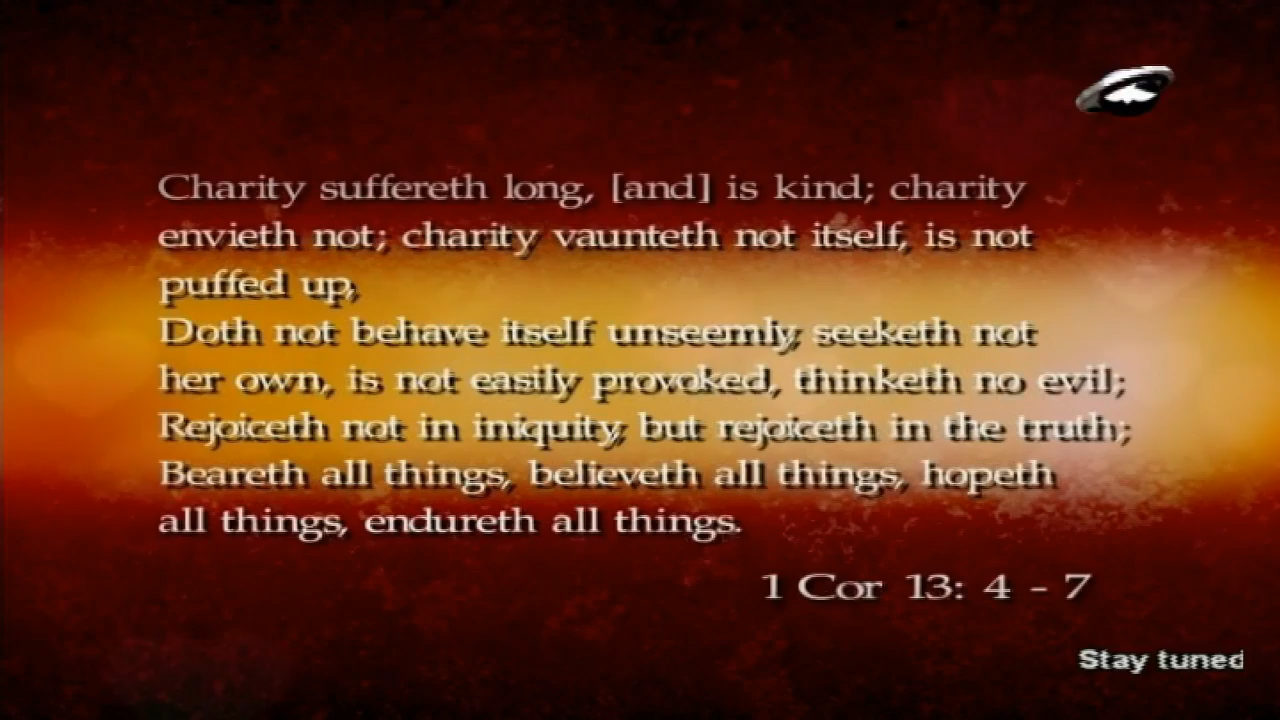 Charity suffereth long, [and] is kind; charity
envieth not; charity vaunteth not itself, is not
puffed up,
Doth not behave itself unseemly, seeketh not
her own, is not easily provoked, thinketh no evil;
Rejoiceth not in iniquity, but rejoiceth in the truth;
Beareth all things, believeth all things, hopeth
all things, endureth all things.
1 Cor 13: 4 - 7
Stay tuned